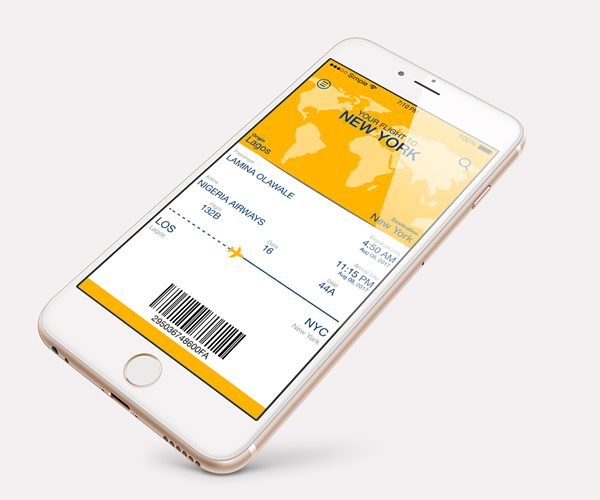 Simple
7:10 PM
100%
YOUR FLIGHT TO
NEW YORK
Origin
Lagos
Destination
New York
Passenger
LAMINA OLAWALE
Airline
NIGERIA AIRWAYS
4:50 AM
Aug 08, 2017
Flight
132B
Gate
16
Arrival Info
11:15 PM
Aug 08, 2017
Seat
44A
LOS
Lagos
NYC
New York
295036748600FA